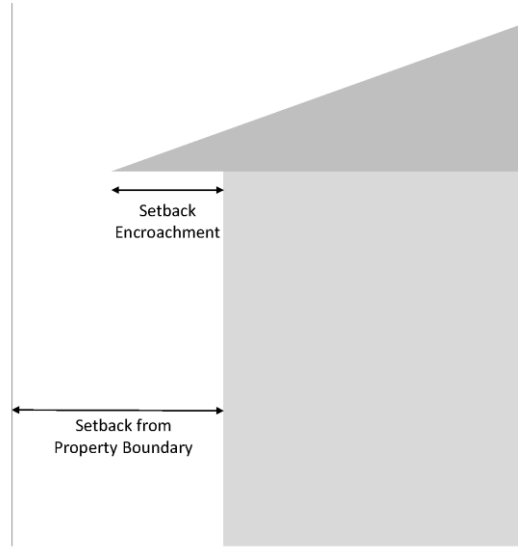 Setback
Encroachment
Setback from
Property Boundary